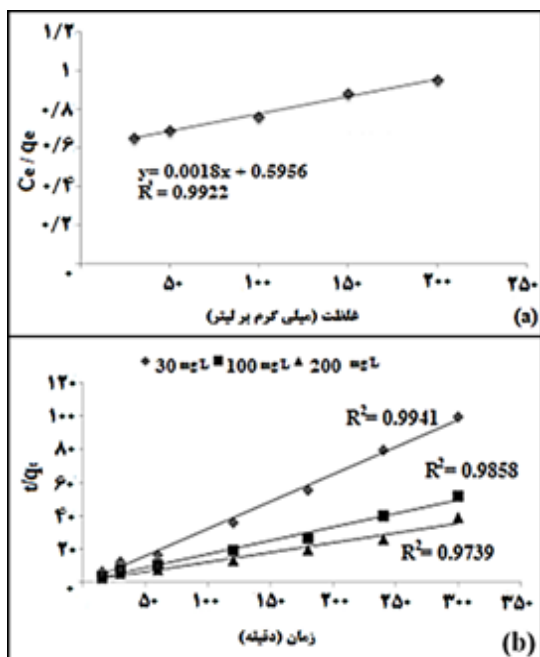 ۱/۲
۱
۰/۸
۰/۶
۰/۴
۰/۲
۰
Ce / qe
y= 0.0018x + 0.5956
R² = 0.9922
۵۰ ۱۰۰ ۱۵۰ ۲۰۰ ۲۵۰
غلظت (میلی گرم بر لیتر)
(a)
30 mg/L 100 mg/L 200 mg/L
۱۲۰
۱۰۰
۸۰
۶۰
۴۰
۲۰
۰
t/qt
R²= 0.9941
R²= 0.9858
R²= 0.9739
۵۰ ۱۰۰ ۱۵۰ ۲۰۰ ۲۵۰ ۳۰۰ ۳۵۰
زمان (دقیقه)
(b)